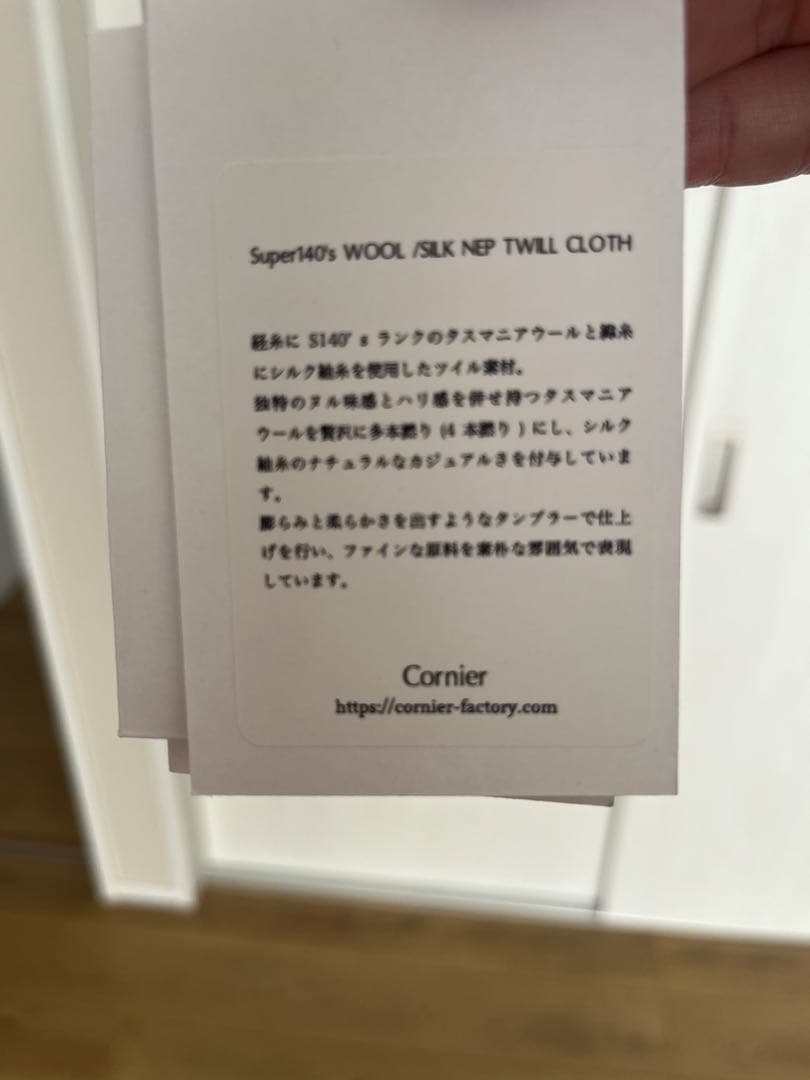 Super140's WOOL /SILK NEP TWILL CLOTH
経糸に S140's ランクのタスマニアウールと綿糸
にシルク紬糸を使用したツイル素材。
独特のヌル味感とハリ感を併せ持つタスマニア
ウールを贅沢に多本撚り(4 本撚り)にし、シルク
紬糸のナチュラルなカジュアルさを付与していま
す。
膨らみと柔らかさを出すようなタンブラーで仕上
げを行い、ファインな原料を素朴な雰囲気で表現
しています。
Cornier
https://cornier-factory.com